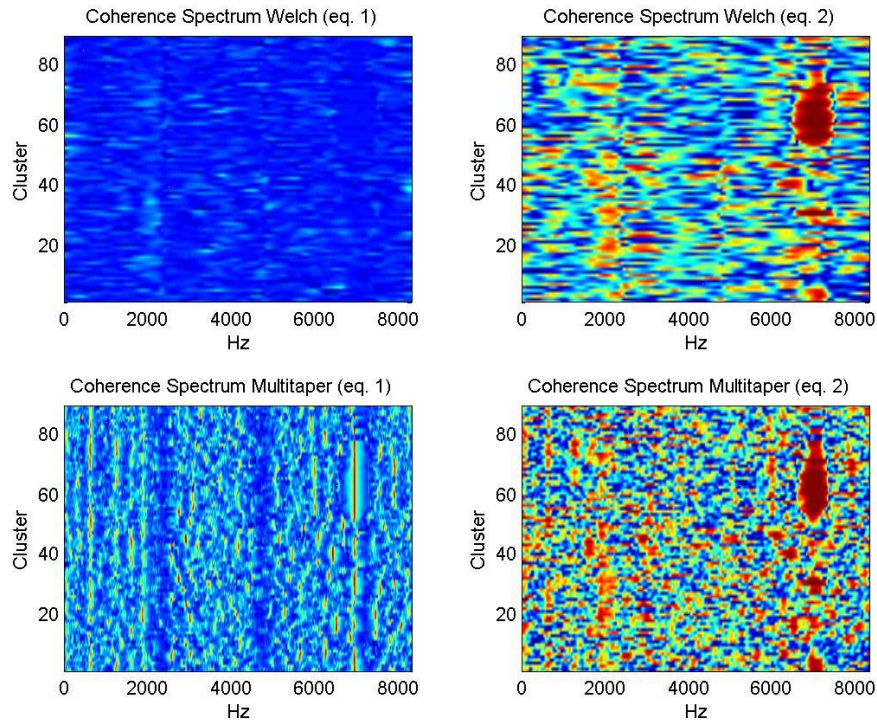 Coherence Spectrum Welch (eq. 1)
80
60
40
20
Cluster
0 2000 4000 6000 8000
Hz
Coherence Spectrum Welch (eq. 2)
80
60
40
20
Cluster
0 2000 4000 6000 8000
Hz
Coherence Spectrum Multitaper (eq. 1)
80
60
40
20
Cluster
0 2000 4000 6000 8000
Hz
Coherence Spectrum Multitaper (eq. 2)
80
60
40
20
Cluster
0 2000 4000 6000 8000
Hz